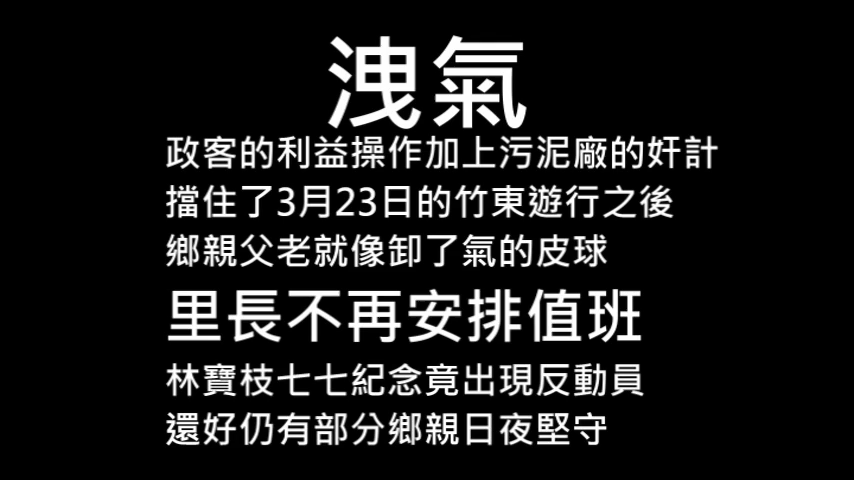 洩氣
政客的利益操作加上污泥廠的奸計
擋住了3月23日的竹東遊行之後
鄉親父老就像卸了氣的皮球
里長不再安排值班
林寶枝七七紀念竟出現反動員
還好仍有部分鄉親日夜堅守